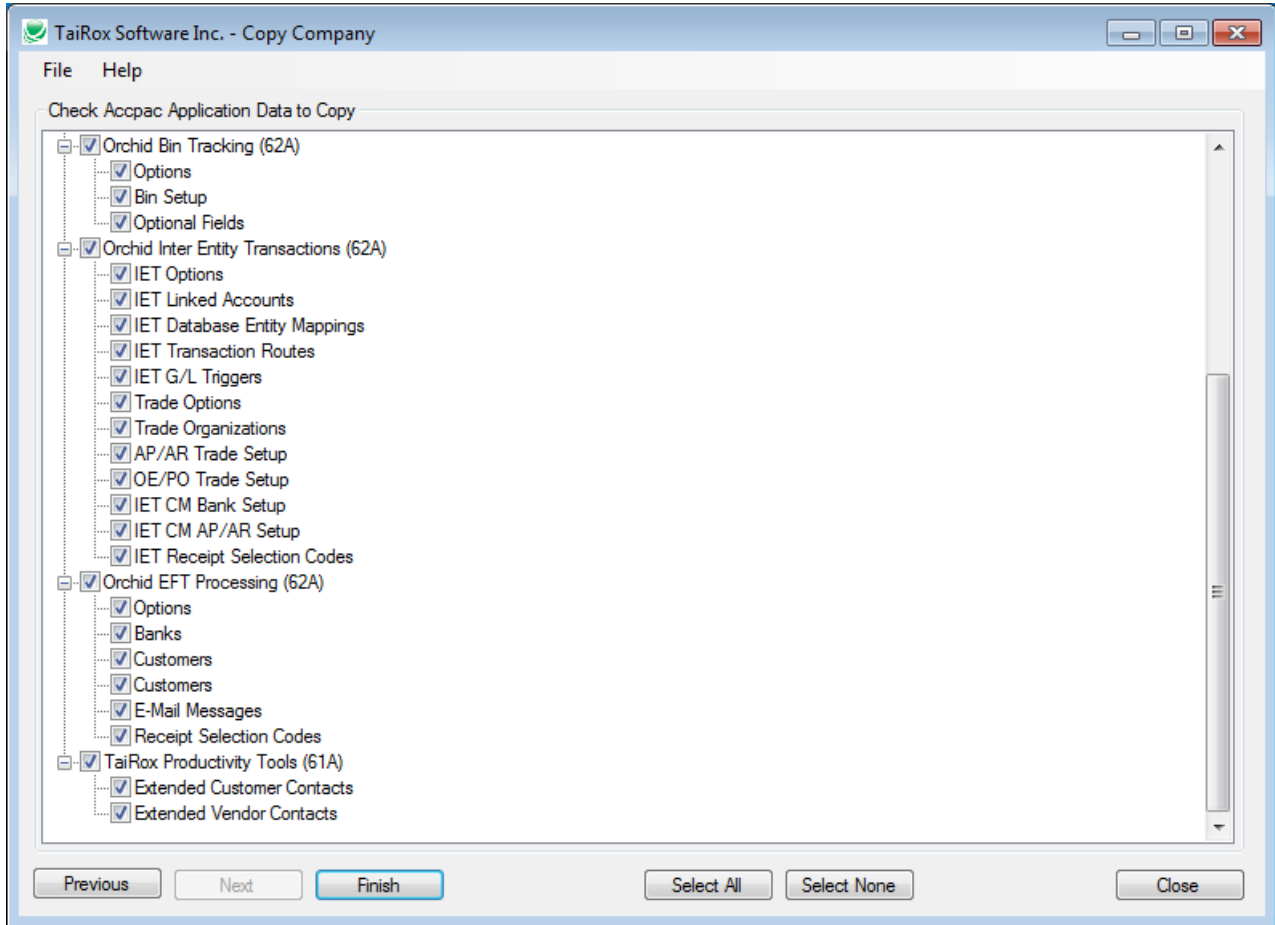 TaiRox Software Inc. - Copy Company
File Help
Check Accpac Application Data to Copy
Orchid Bin Tracking (62A)
Options
Bin Setup
Optional Fields
Orchid Inter Entity Transactions (62A)
IET Options
IET Linked Accounts
IET Database Entity Mappings
IET Transaction Routes
IET G/L Triggers
Trade Options
Trade Organizations
AP/AR Trade Setup
OE/PO Trade Setup
IET CM Bank Setup
IET CM AP/AR Setup
IET Receipt Selection Codes
Orchid EFT Processing (62A)
Options
Banks
Customers
Customers
E-Mail Messages
Receipt Selection Codes
TaiRox Productivity Tools (61A)
Extended Customer Contacts
Extended Vendor Contacts
Previous Next Finish Select All Select None Close